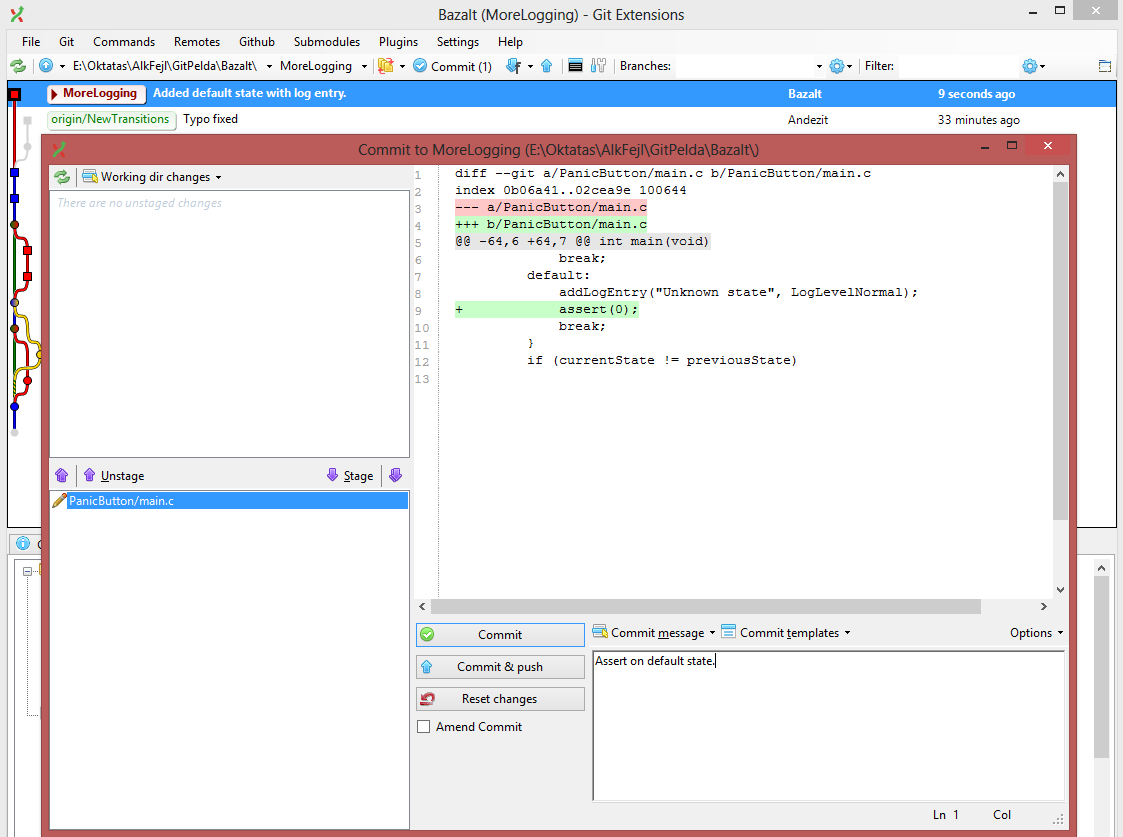 Bazalt (MoreLogging) - Git Extensions
File Git Commands Remotes Github Submodules Plugins Settings Help
E:\Oktatas\AlkFejl\GitPelda\Bazalt\ MoreLogging Commit (1) Branches: Filter:
MoreLogging Added default state with log entry. Bazalt 9 seconds ago
origin/NewTransitions Typo fixed Andezit 33 minutes ago
Commit to MoreLogging (E:\Oktatas\AlkFejl\GitPelda\Bazalt\)
Working dir changes
There are no unstaged changes
1 diff --git a/PanicButton/main.c b/PanicButton/main.c
2 index 0b06a41..02cea9e 100644
3 --- a/PanicButton/main.c
4 +++ b/PanicButton/main.c
5 @@ -64,6 +64,7 @@ int main(void)
6 break;
7 default:
8 addLogEntry("Unknown state", LogLevelNormal);
9 + assert(0);
10 break;
11 }
12 if (currentState != previousState)
13
Unstage Stage
PanicButton/main.c
Commit
Commit & push
Reset changes
Amend Commit
Commit message Commit templates Options
Assert on default state.
Ln 1 Col